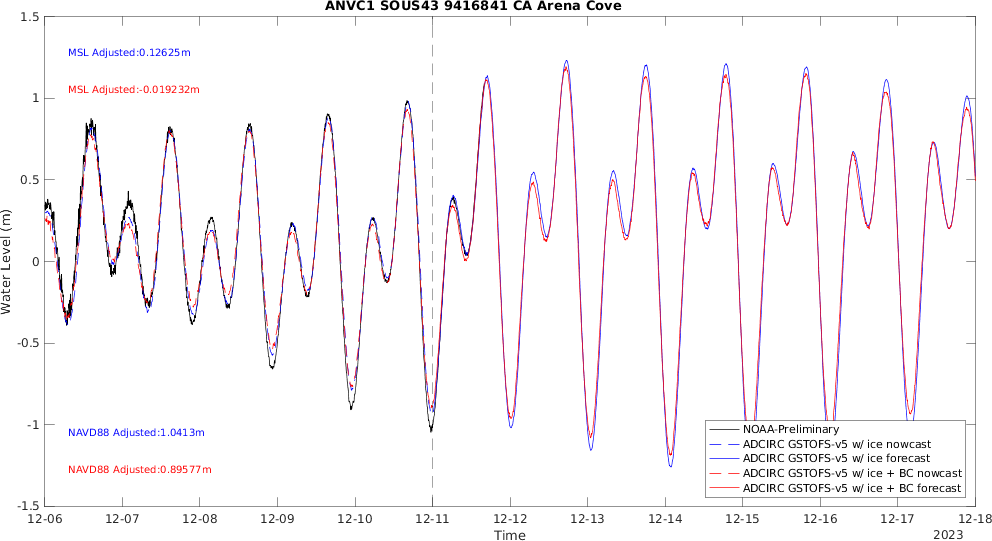 ANVC1 SOUS43 9416841 CA Arena Cove
1.5
1
0.5
0
-0.5
-1
-1.5
Water Level (m)
MSL Adjusted:0.12625m
MSL Adjusted:-0.019232m
NAVD88 Adjusted:1.0413m
NAVD88 Adjusted:0.89577m
NOAA-Preliminary
ADCIRC GSTOFS-v5 w/ ice nowcast
ADCIRC GSTOFS-v5 w/ ice forecast
ADCIRC GSTOFS-v5 w/ ice + BC nowcast
ADCIRC GSTOFS-v5 w/ ice + BC forecast
12-06 12-07 12-08 12-09 12-10 12-11 12-12 12-13 12-14 12-15 12-16 12-17 12-18
Time
2023